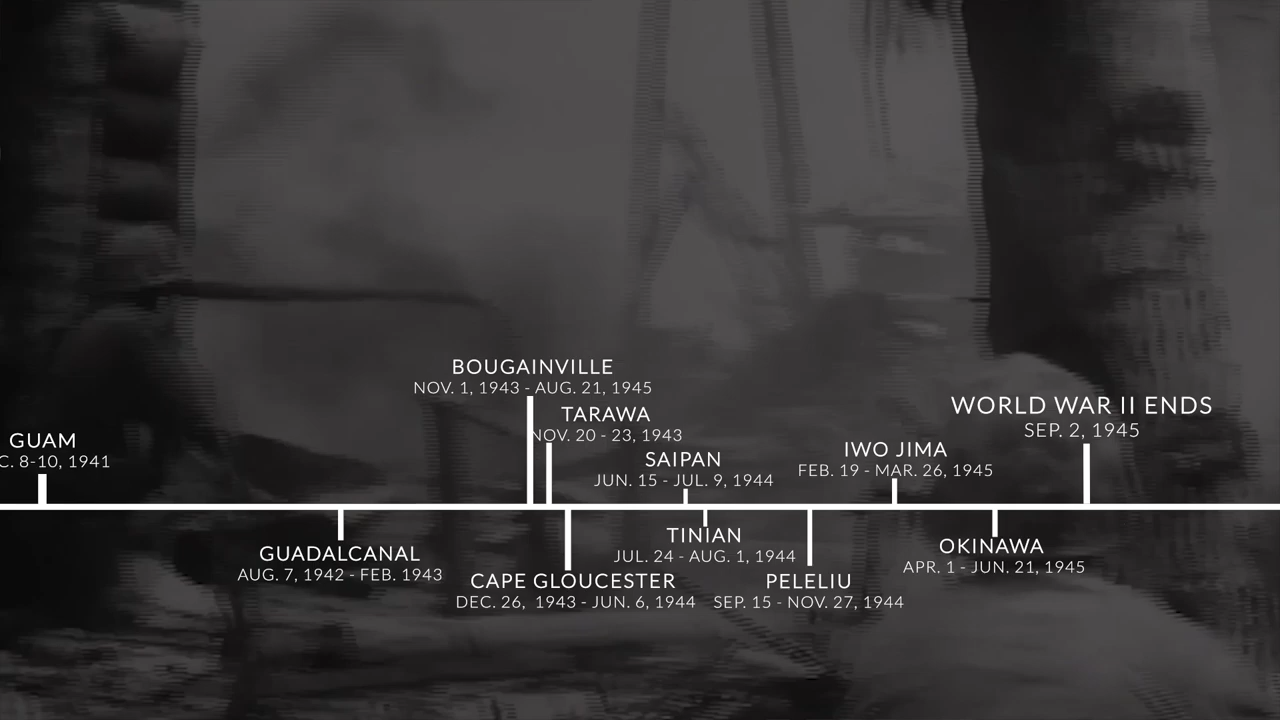 BOUGAINVILLE
NOV. 1, 1943 - AUG. 21, 1945
TARAWA
NOV. 20 - 23, 1943
WORLD WAR II ENDS
SEP. 2, 1945
GUAM
C. 8-10, 1941
SAIPAN
JUN. 15 - JUL. 9, 1944
IWO JIMA
FEB. 19 - MAR. 26, 1945
GUADALCANAL
AUG. 7, 1942 - FEB. 1943
TINIAN
JUL. 24 - AUG. 1, 1944
OKINAWA
APR. 1 - JUN. 21, 1945
CAPE GLOUCESTER
DEC. 26, 1943 - JUN. 6, 1944
PELELIU
SEP. 15 - NOV. 27, 1944